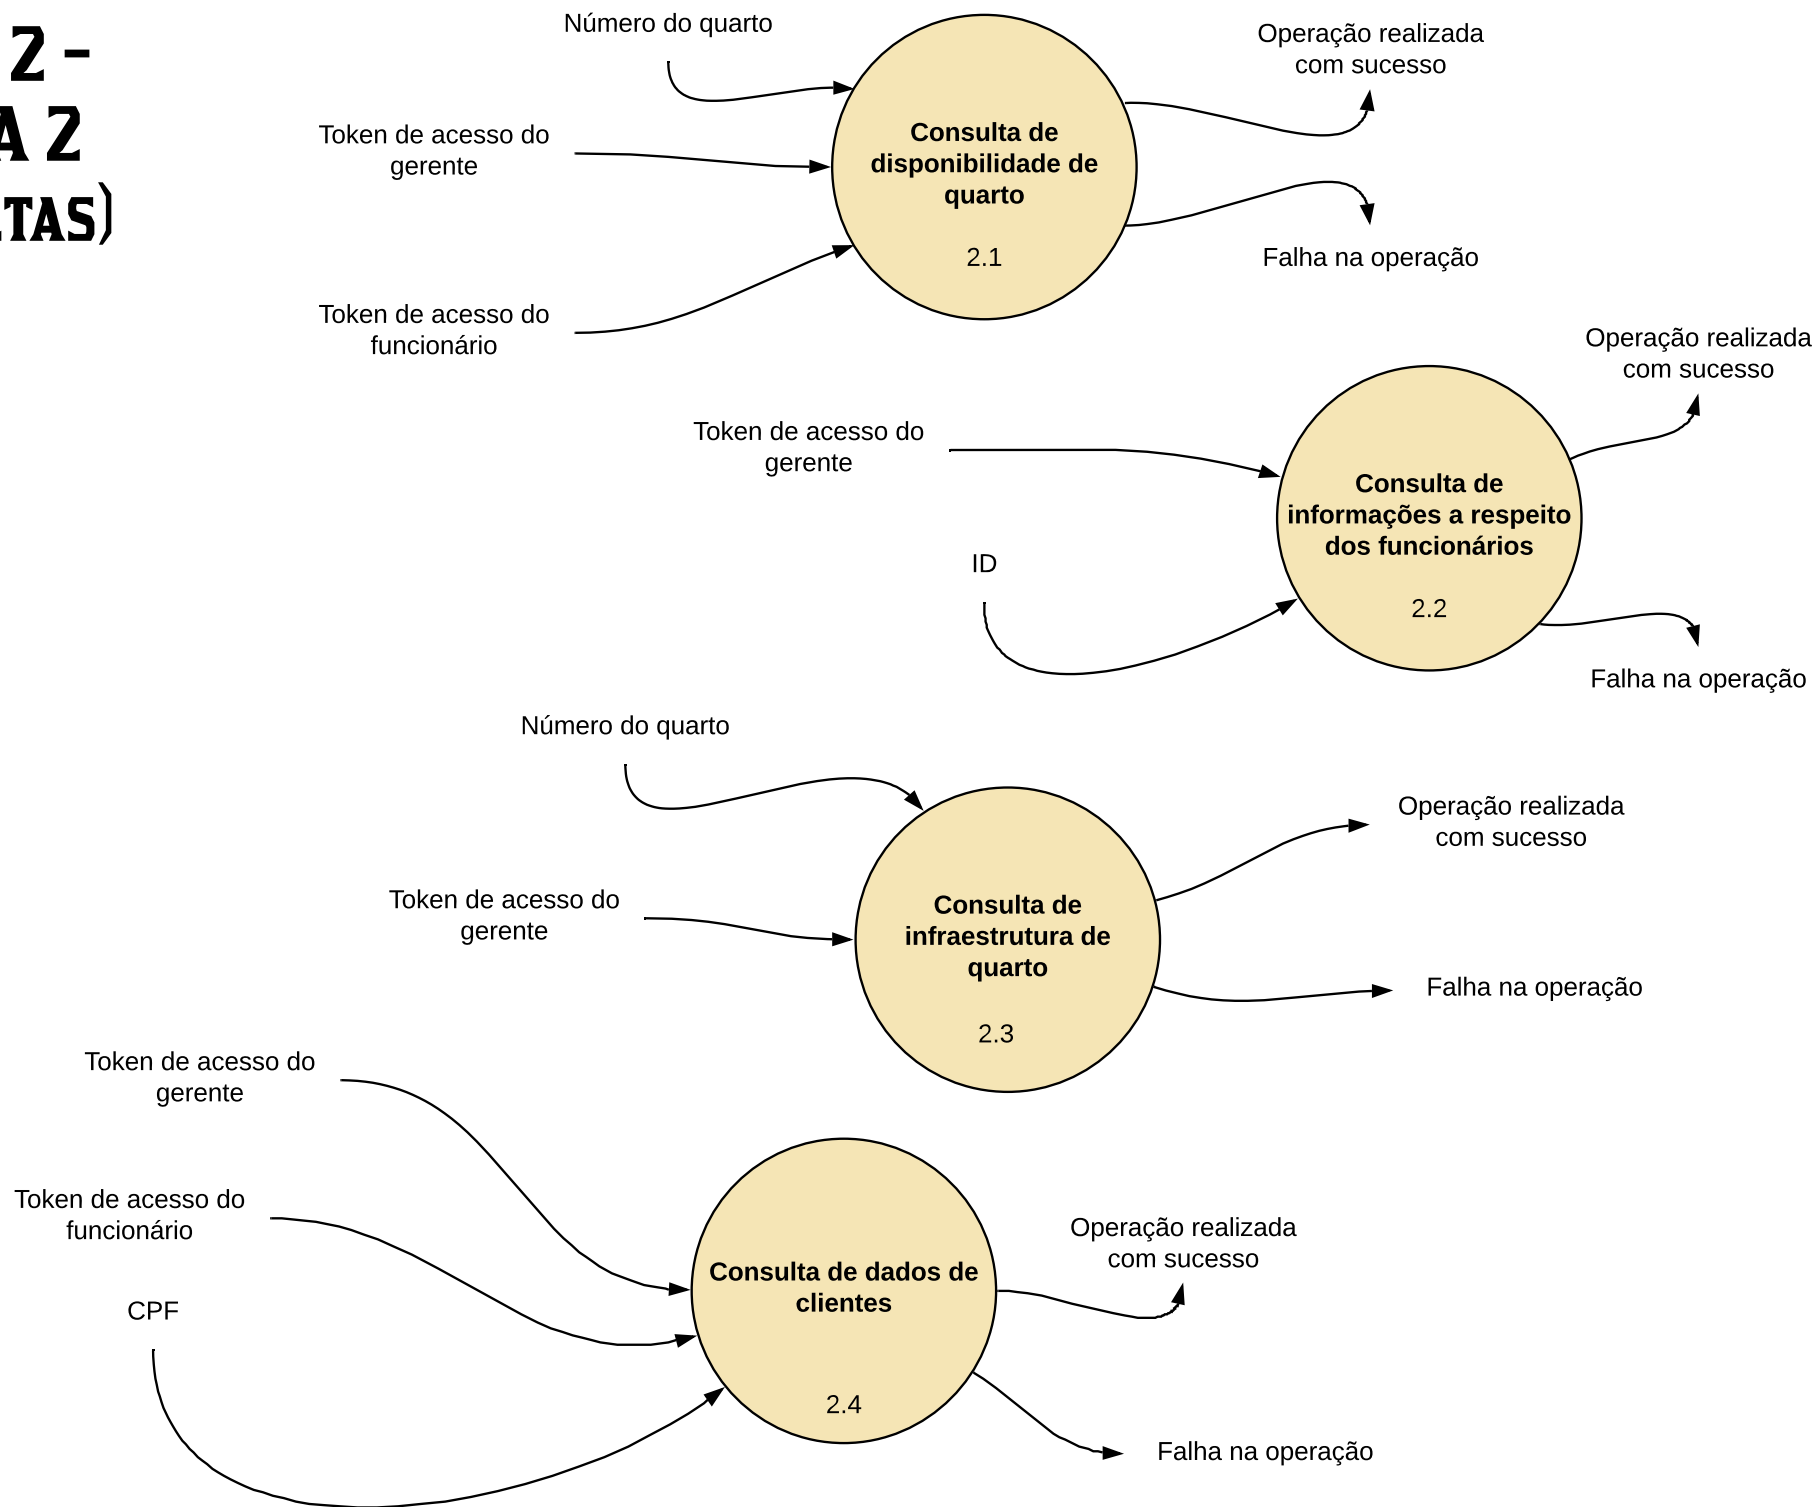 2 -
A 2
TAS)
Número do quarto
Token de acesso do
gerente
Token de acesso do
funcionário
Consulta de
disponibilidade de
quarto
2.1
Operação realizada
com sucesso
Falha na operação
Token de acesso do
gerente
ID
Consulta de
informações a respeito
dos funcionários
2.2
Operação realizada
com sucesso
Falha na operação
Número do quarto
Token de acesso do
gerente
Consulta de
infraestrutura de
quarto
2.3
Operação realizada
com sucesso
Falha na operação
Token de acesso do
gerente
Token de acesso do
funcionário
CPF
Consulta de dados de
clientes
2.4
Operação realizada
com sucesso
Falha na operação